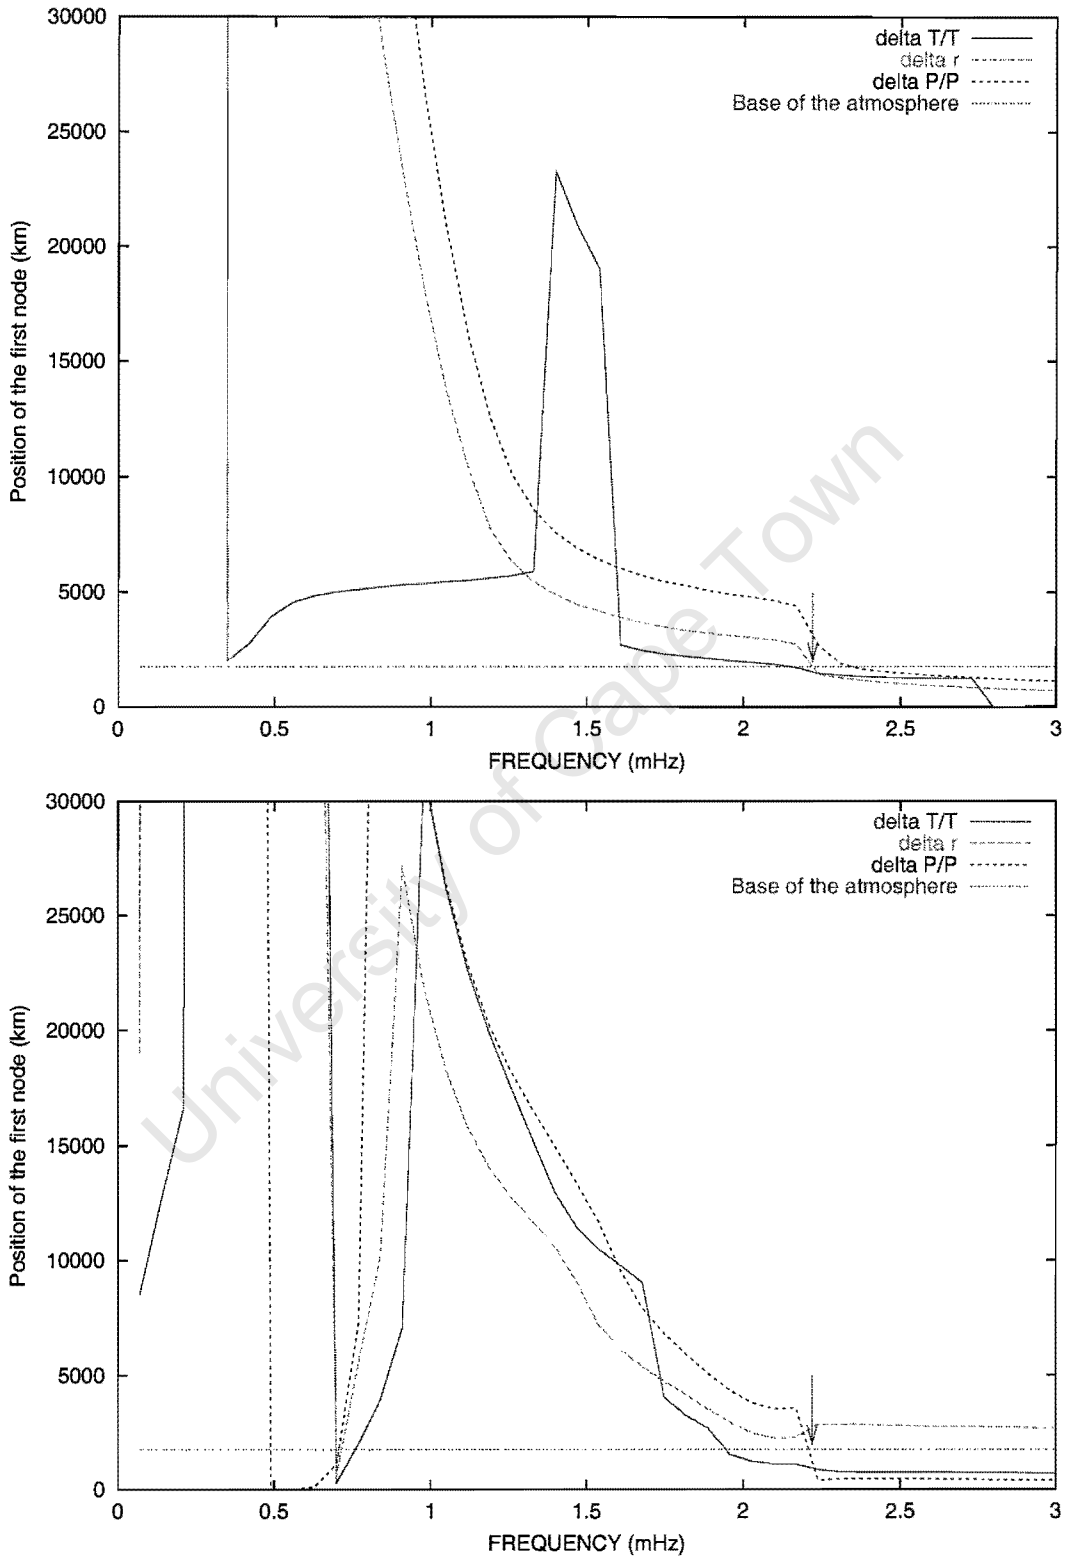 30000
25000
20000
15000
10000
5000
0
Position of the first node (km)
delta T/T
delta r
delta P/P
Base of the atmosphere
0 0.5 1 1.5 2 2.5 3
FREQUENCY (mHz)
30000
25000
20000
15000
10000
5000
0
Position of the first node (km)
delta T/T
delta r
delta P/P
Base of the atmosphere
0 0.5 1 1.5 2 2.5 3
FREQUENCY (mHz)
University of Cape Town